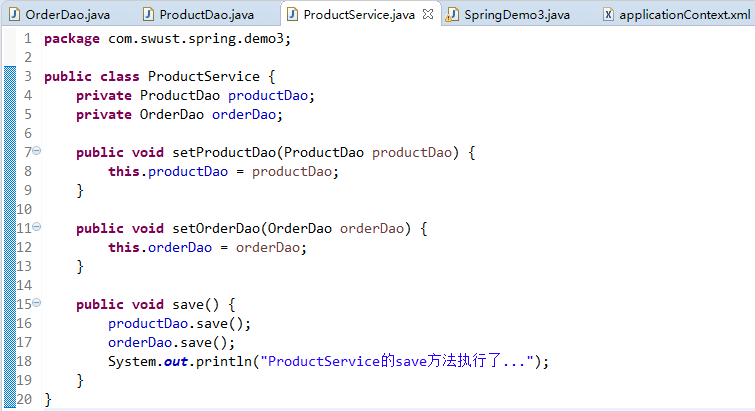 OrderDao.java ProductDao.java ProductService.java SpringDemo3.java applicationContext.xml
1 package com.swust.spring.demo3;
2
3 public class ProductService {
4     private ProductDao productDao;
5     private OrderDao orderDao;
6
7     public void setProductDao(ProductDao productDao) {
8         this.productDao = productDao;
9     }
10
11     public void setOrderDao(OrderDao orderDao) {
12         this.orderDao = orderDao;
13     }
14
15     public void save() {
16         productDao.save();
17         orderDao.save();
18         System.out.println("ProductService的save方法执行了...");
19     }
20 }